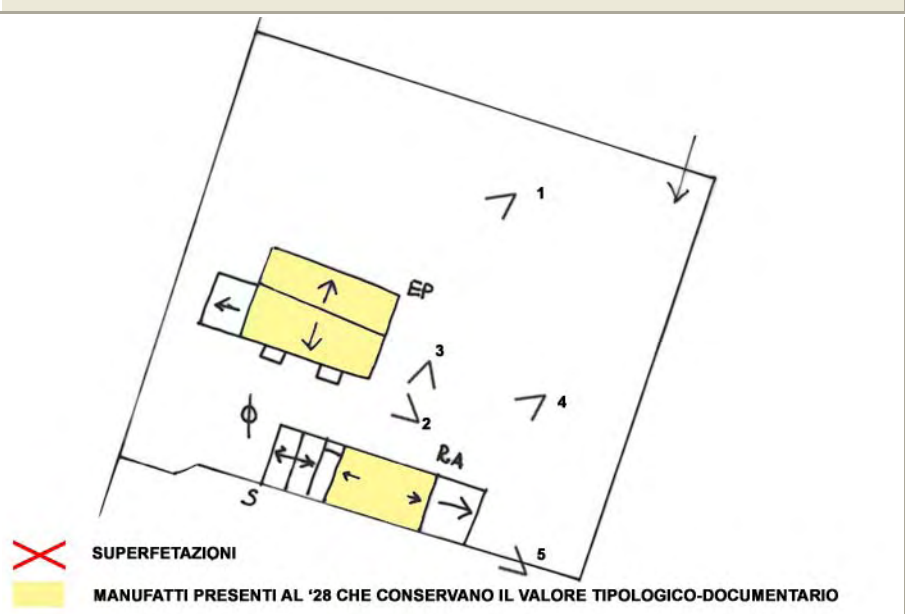 1
EP
3
4
2
RA
S
5
SUPERFETAZIONI
MANUFATTI PRESENTI AL '28 CHE CONSERVANO IL VALORE TIPOLOGICO-DOCUMENTARIO